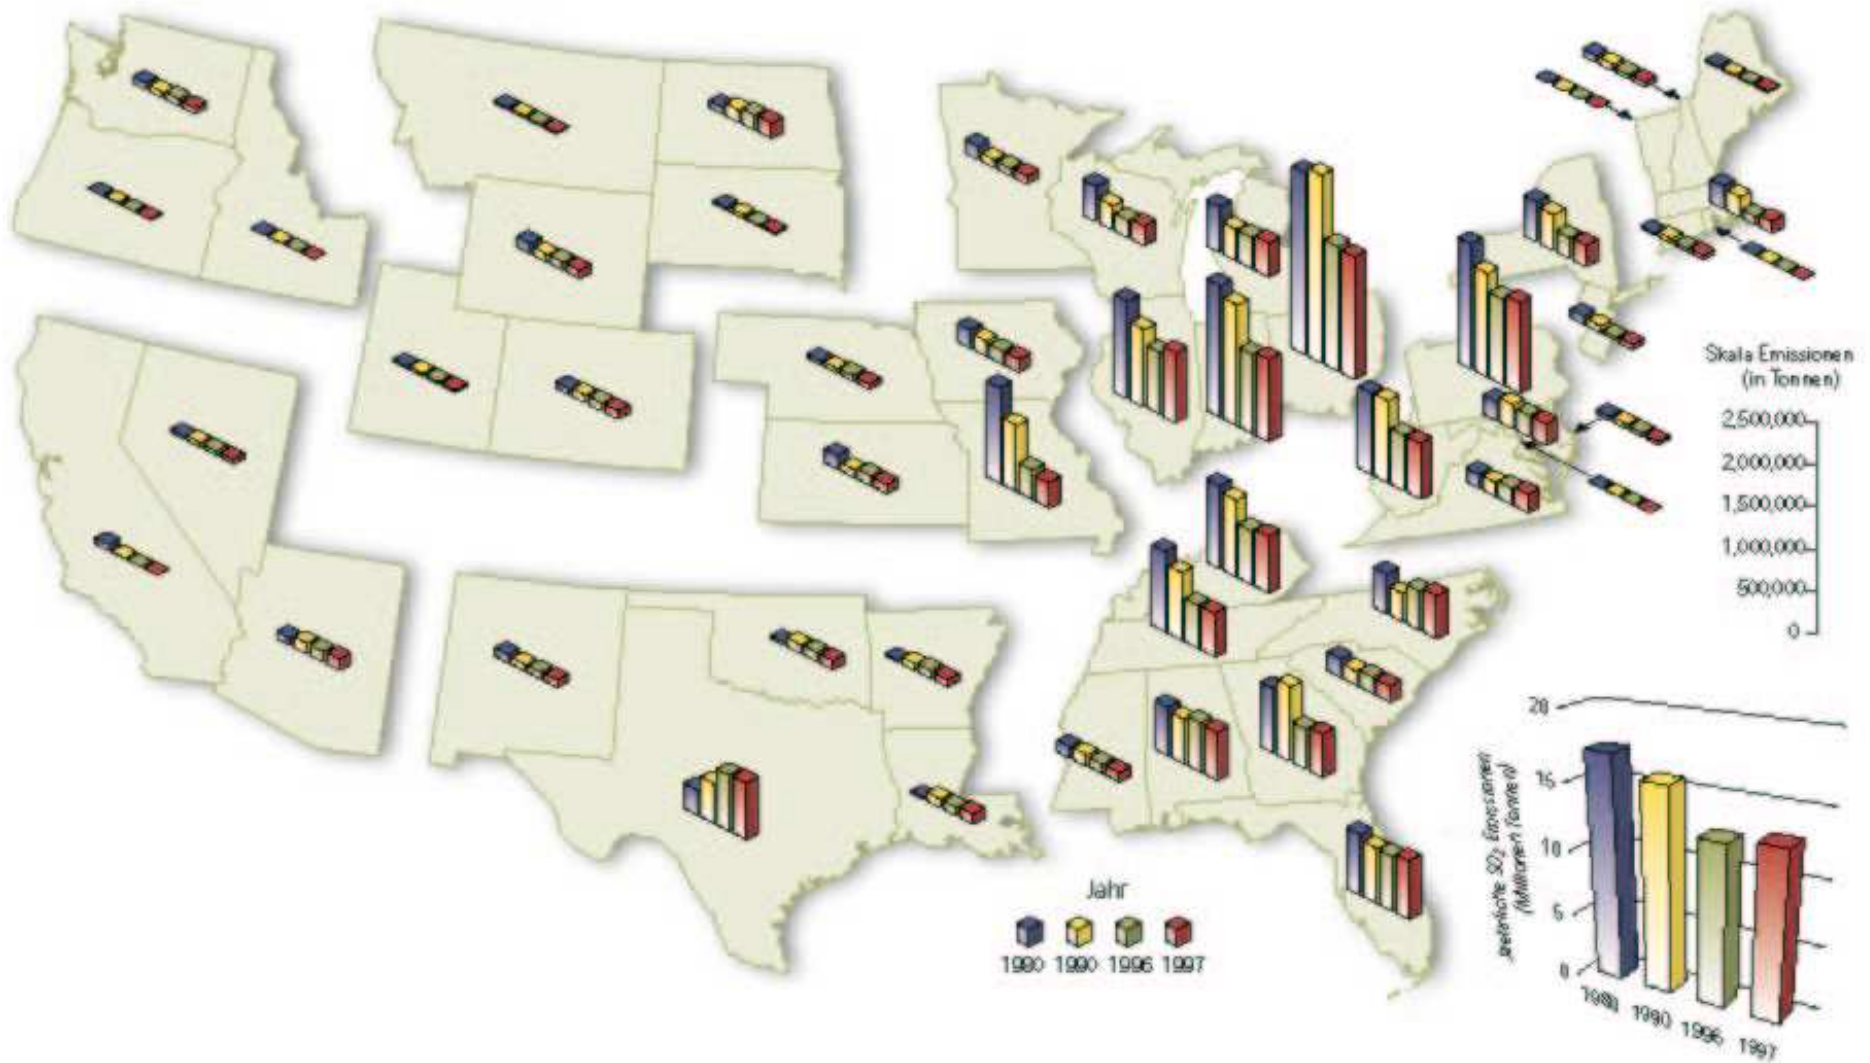 Skala Emissionen
(in Tonnen)
2,500,000
2,000,000
1,500,000
1,000,000
500,000
0
Jahr
1980 1990 1996 1997
20
15
10
5
0
SO₂ Emissionen
(Millionen Tonnen)
1980 1990 1996 1997